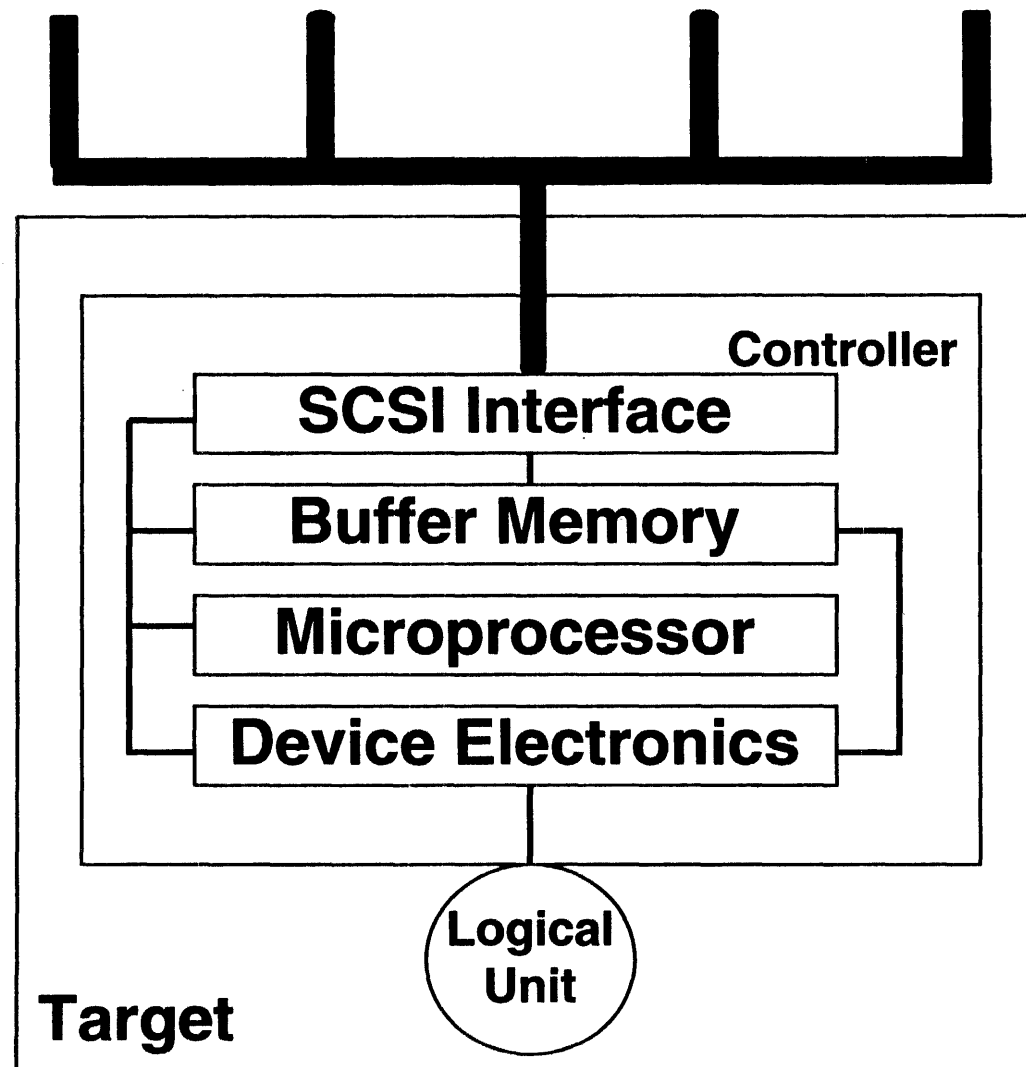 Controller
SCSI Interface
Buffer Memory
Microprocessor
Device Electronics
Logical
Unit
Target